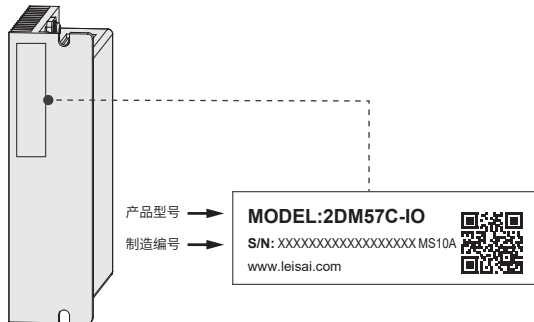 产品型号
MODEL:2DM57C-IO
制造编号
S/N: XXXXXXXXXXXXXXXXXX MS10A
www.leisai.com